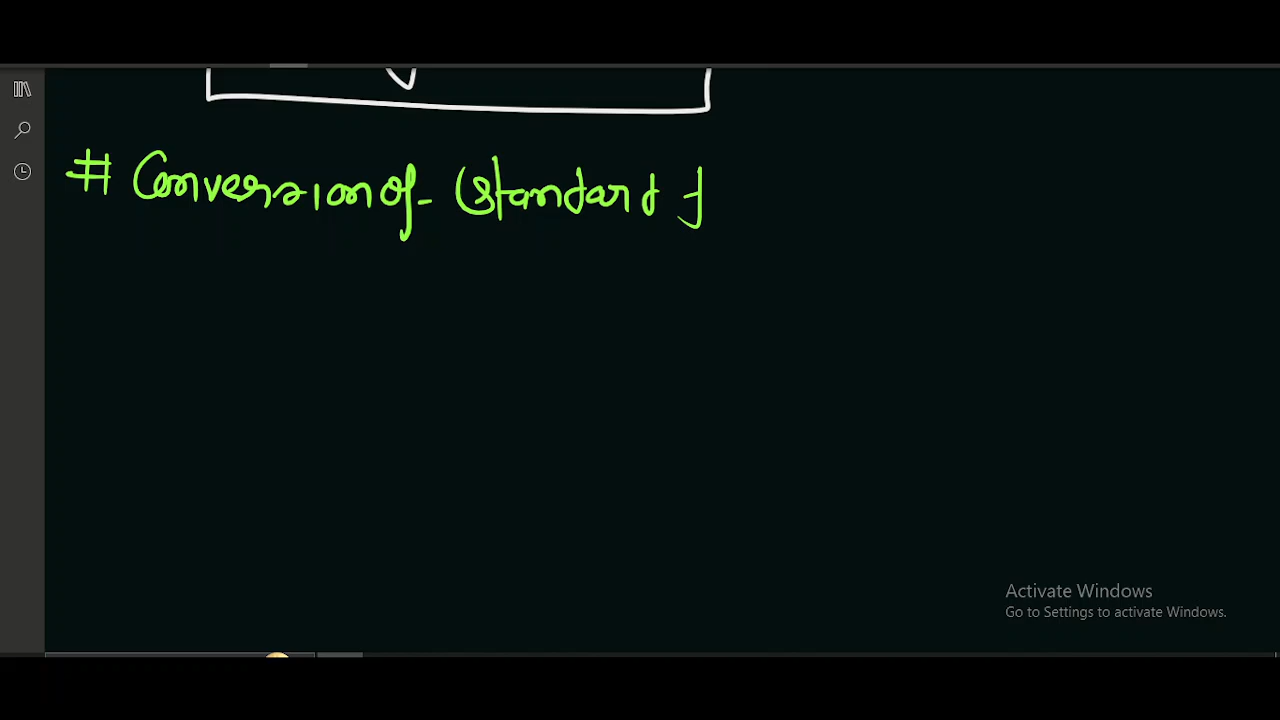 # Conversion of Standard f
Activate Windows
Go to Settings to activate Windows.